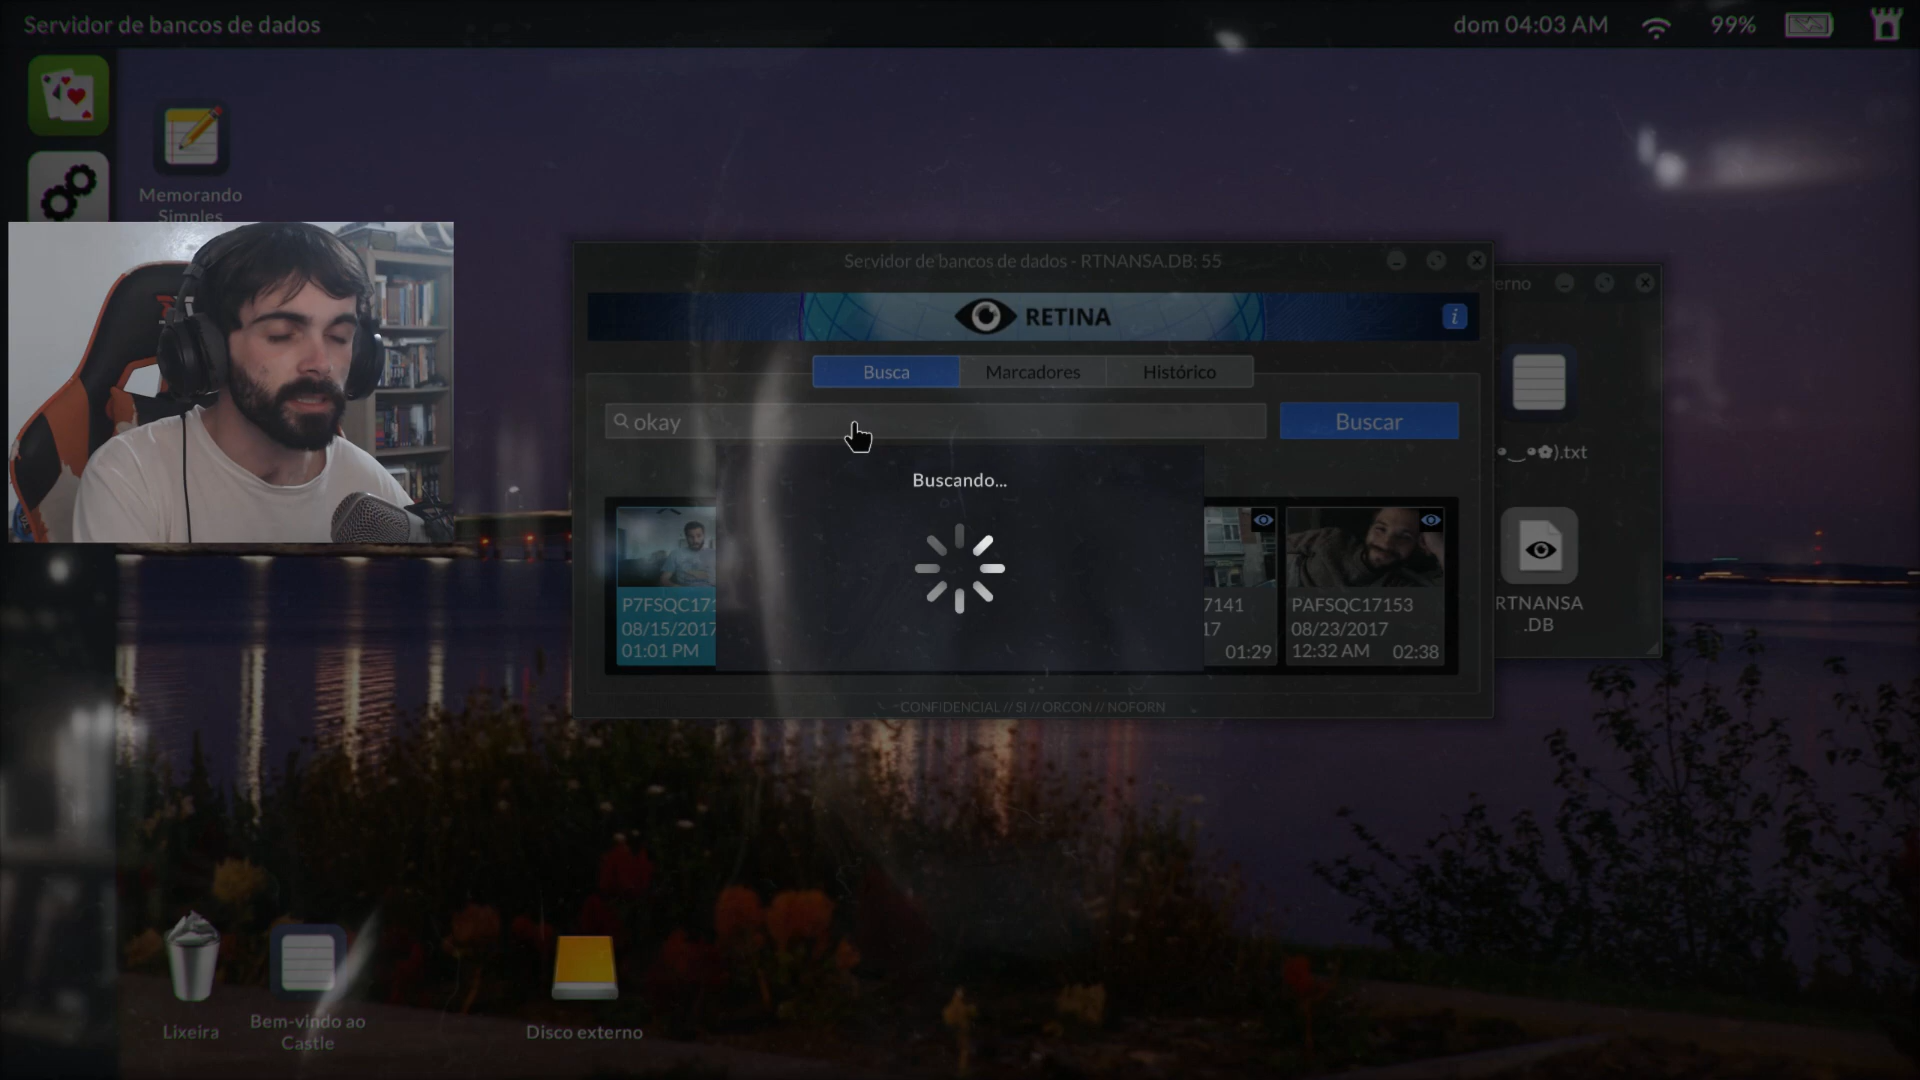 Servidor de bancos de dados
dom 04:03 AM
99%
Memorando
Simples
Servidor de bancos de dados - RTNANSA.DB: 55
erno
RETINA
i
Busca
Marcadores
Histórico
okay
Buscar
Buscando...
P7FSQC171
08/15/2017
01:01 PM
7141
17
01:29
PAFSQC17153
08/23/2017
12:32 AM
02:38
CONFIDENCIAL // SI // ORCON // NOFORN
•‿•✿).txt
RTNANSA
.DB
Lixeira
Bem-vindo ao
Castle
Disco externo